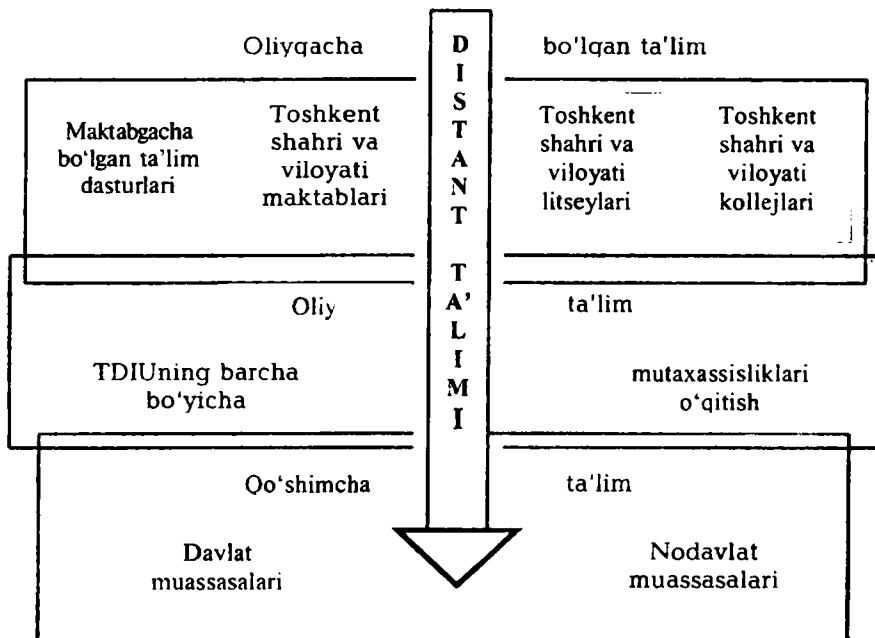 Oliygacha bo'lgan ta'lim
DISTANT TA'LIMI
Maktabgacha
bo'lgan ta'lim
dasturlari
Toshkent
shahri va
viloyati
maktablari
Toshkent
shahri va
viloyati
litseylari
Toshkent
shahri va
viloyati
kollejlari
Oliy ta'lim
TDIUning barcha
bo'yicha
mutaxassisliklari
o'qitish
Qo'shimcha ta'lim
Davlat
muassasalari
Nodavlat
muassasalari